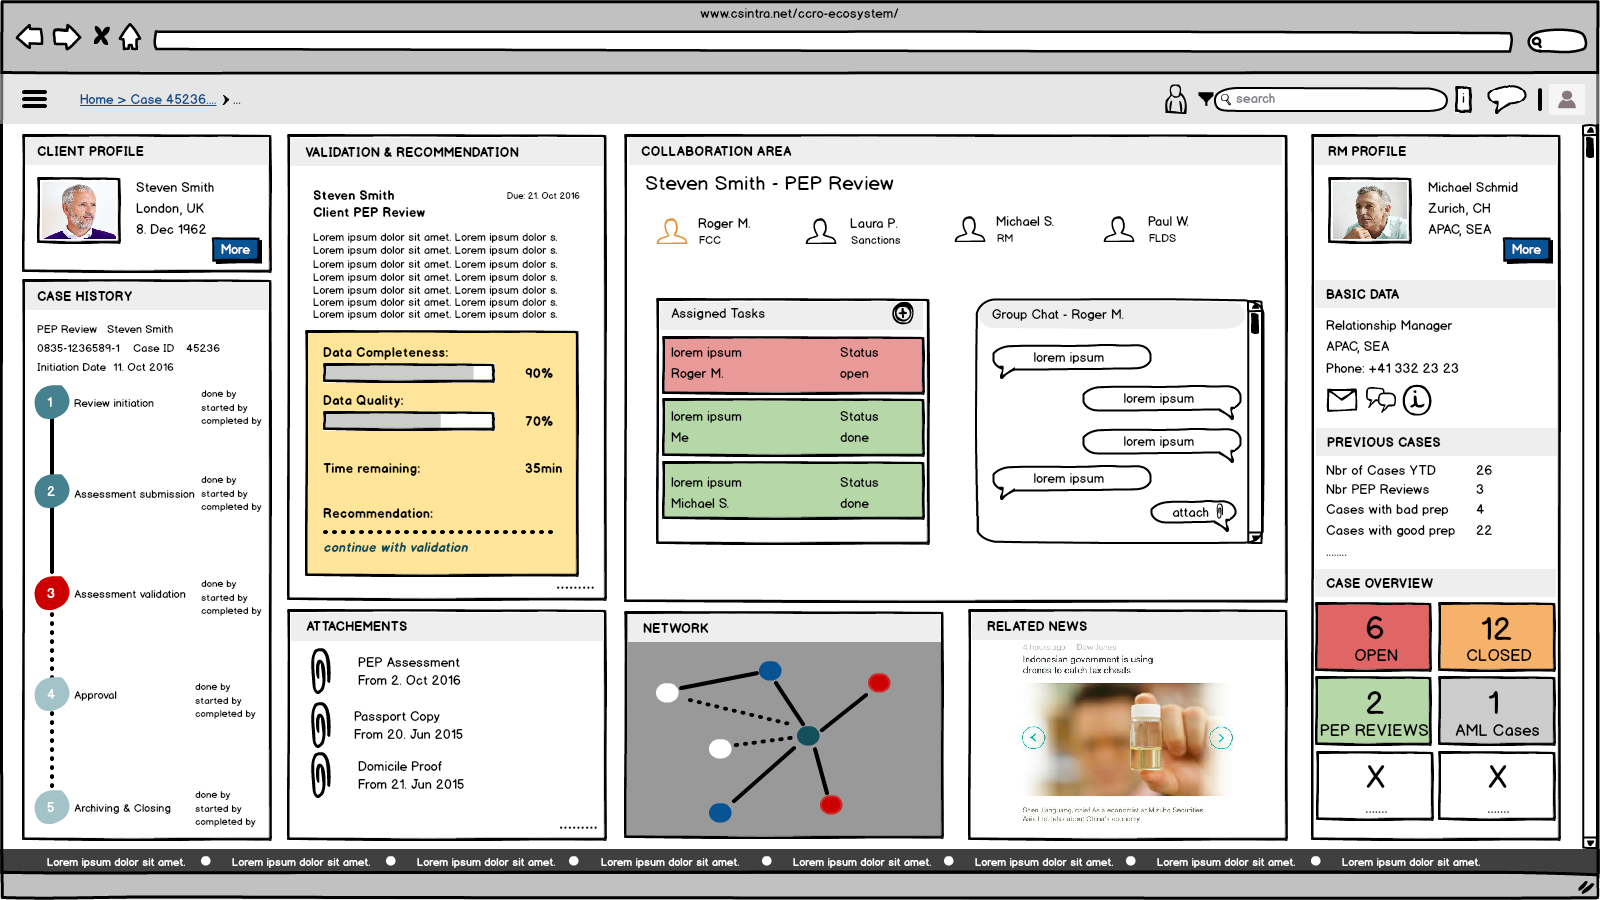 www.csintra.net/ccro-ecosystem/
Home > Case 45236.... > ...
search
CLIENT PROFILE
Steven Smith
London, UK
8. Dec 1962
More
CASE HISTORY
PEP Review Steven Smith
0835-1236589-1 Case ID 45236
Initiation Date 11. Oct 2016
1 Review initiation
done by
started by
completed by
2 Assessment submission
done by
started by
completed by
3 Assessment validation
done by
started by
completed by
4 Approval
done by
started by
completed by
5 Archiving & Closing
done by
started by
completed by
VALIDATION & RECOMMENDATION
Steven Smith Due: 21. Oct 2016
Client PEP Review
Lorem ipsum dolor sit amet. Lorem ipsum dolor s.
Lorem ipsum dolor sit amet. Lorem ipsum dolor s.
Lorem ipsum dolor sit amet. Lorem ipsum dolor s.
Lorem ipsum dolor sit amet. Lorem ipsum dolor s.
Lorem ipsum dolor sit amet. Lorem ipsum dolor s.
Lorem ipsum dolor sit amet. Lorem ipsum dolor s.
Lorem ipsum dolor sit amet. Lorem ipsum dolor s.
Data Completeness:
90%
Data Quality:
70%
Time remaining: 35min
Recommendation:
continue with validation
.........
ATTACHEMENTS
PEP Assessment
From 2. Oct 2016
Passport Copy
From 20. Jun 2015
Domicile Proof
From 21. Jun 2015
.........
COLLABORATION AREA
Steven Smith - PEP Review
Roger M.
FCC
Laura P.
Sanctions
Michael S.
RM
Paul W.
FLDS
Assigned Tasks
lorem ipsum Status
Roger M. open
lorem ipsum Status
Me done
lorem ipsum Status
Michael S. done
Group Chat - Roger M.
lorem ipsum
lorem ipsum
lorem ipsum
lorem ipsum
attach
NETWORK
RELATED NEWS
4 hours ago Dow Jones
Indonesian government is using
drones to catch tax cheats
Shen Jianguang, chief Asia economist at Mizuho Securities
Asia Ltd, talks about China's economy
RM PROFILE
Michael Schmid
Zurich, CH
APAC, SEA
More
BASIC DATA
Relationship Manager
APAC, SEA
Phone: +41 332 23 23
PREVIOUS CASES
Nbr of Cases YTD 26
Nbr PEP Reviews 3
Cases with bad prep 4
Cases with good prep 22
........
CASE OVERVIEW
6
OPEN
12
CLOSED
2
PEP REVIEWS
1
AML Cases
X
.......
X
.......
Lorem ipsum dolor sit amet. Lorem ipsum dolor sit amet. Lorem ipsum dolor sit amet. Lorem ipsum dolor sit amet. Lorem ipsum dolor sit amet. Lorem ipsum dolor sit amet. Lorem ipsum dolor sit amet. Lorem ipsum dolor sit amet.